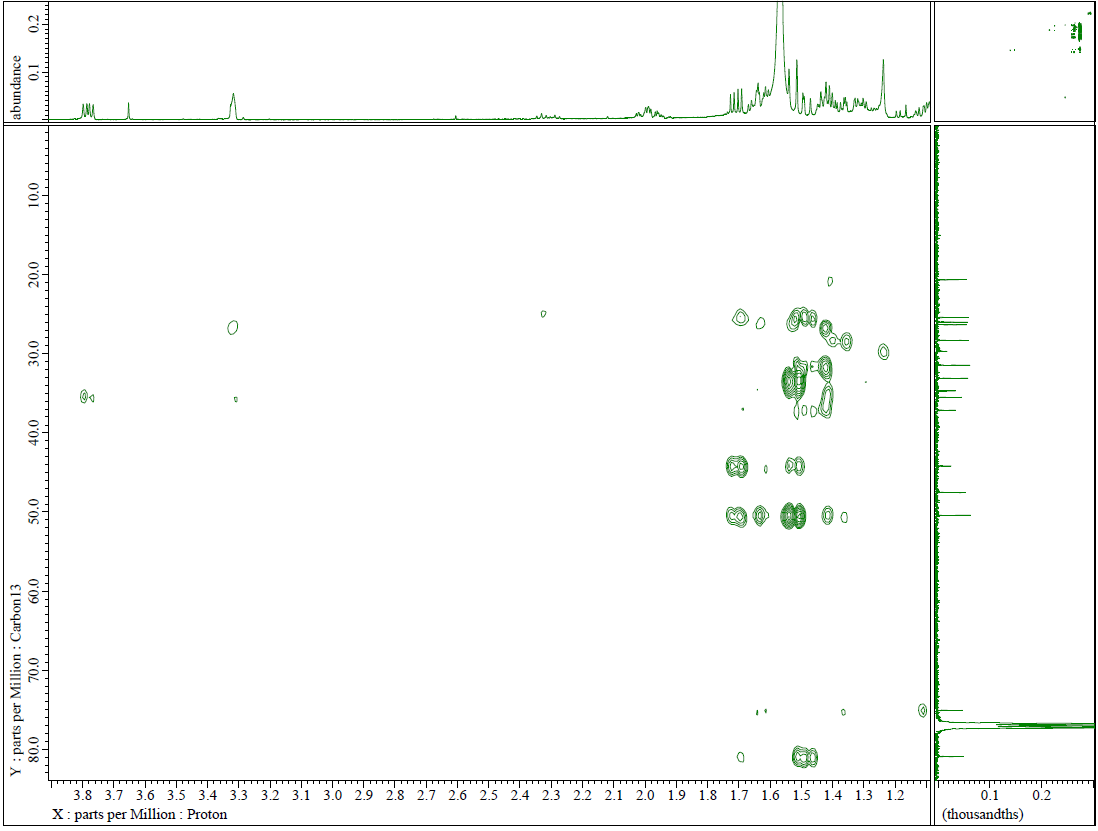 abundance
0.2
0.1
10.0
20.0
30.0
40.0
50.0
60.0
70.0
80.0
Y : parts per Million : Carbon13
3.8 3.7 3.6 3.5 3.4 3.3 3.2 3.1 3.0 2.9 2.8 2.7 2.6 2.5 2.4 2.3 2.2 2.1 2.0 1.9 1.8 1.7 1.6 1.5 1.4 1.3 1.2
X : parts per Million : Proton
0.1 0.2
(thousandths)